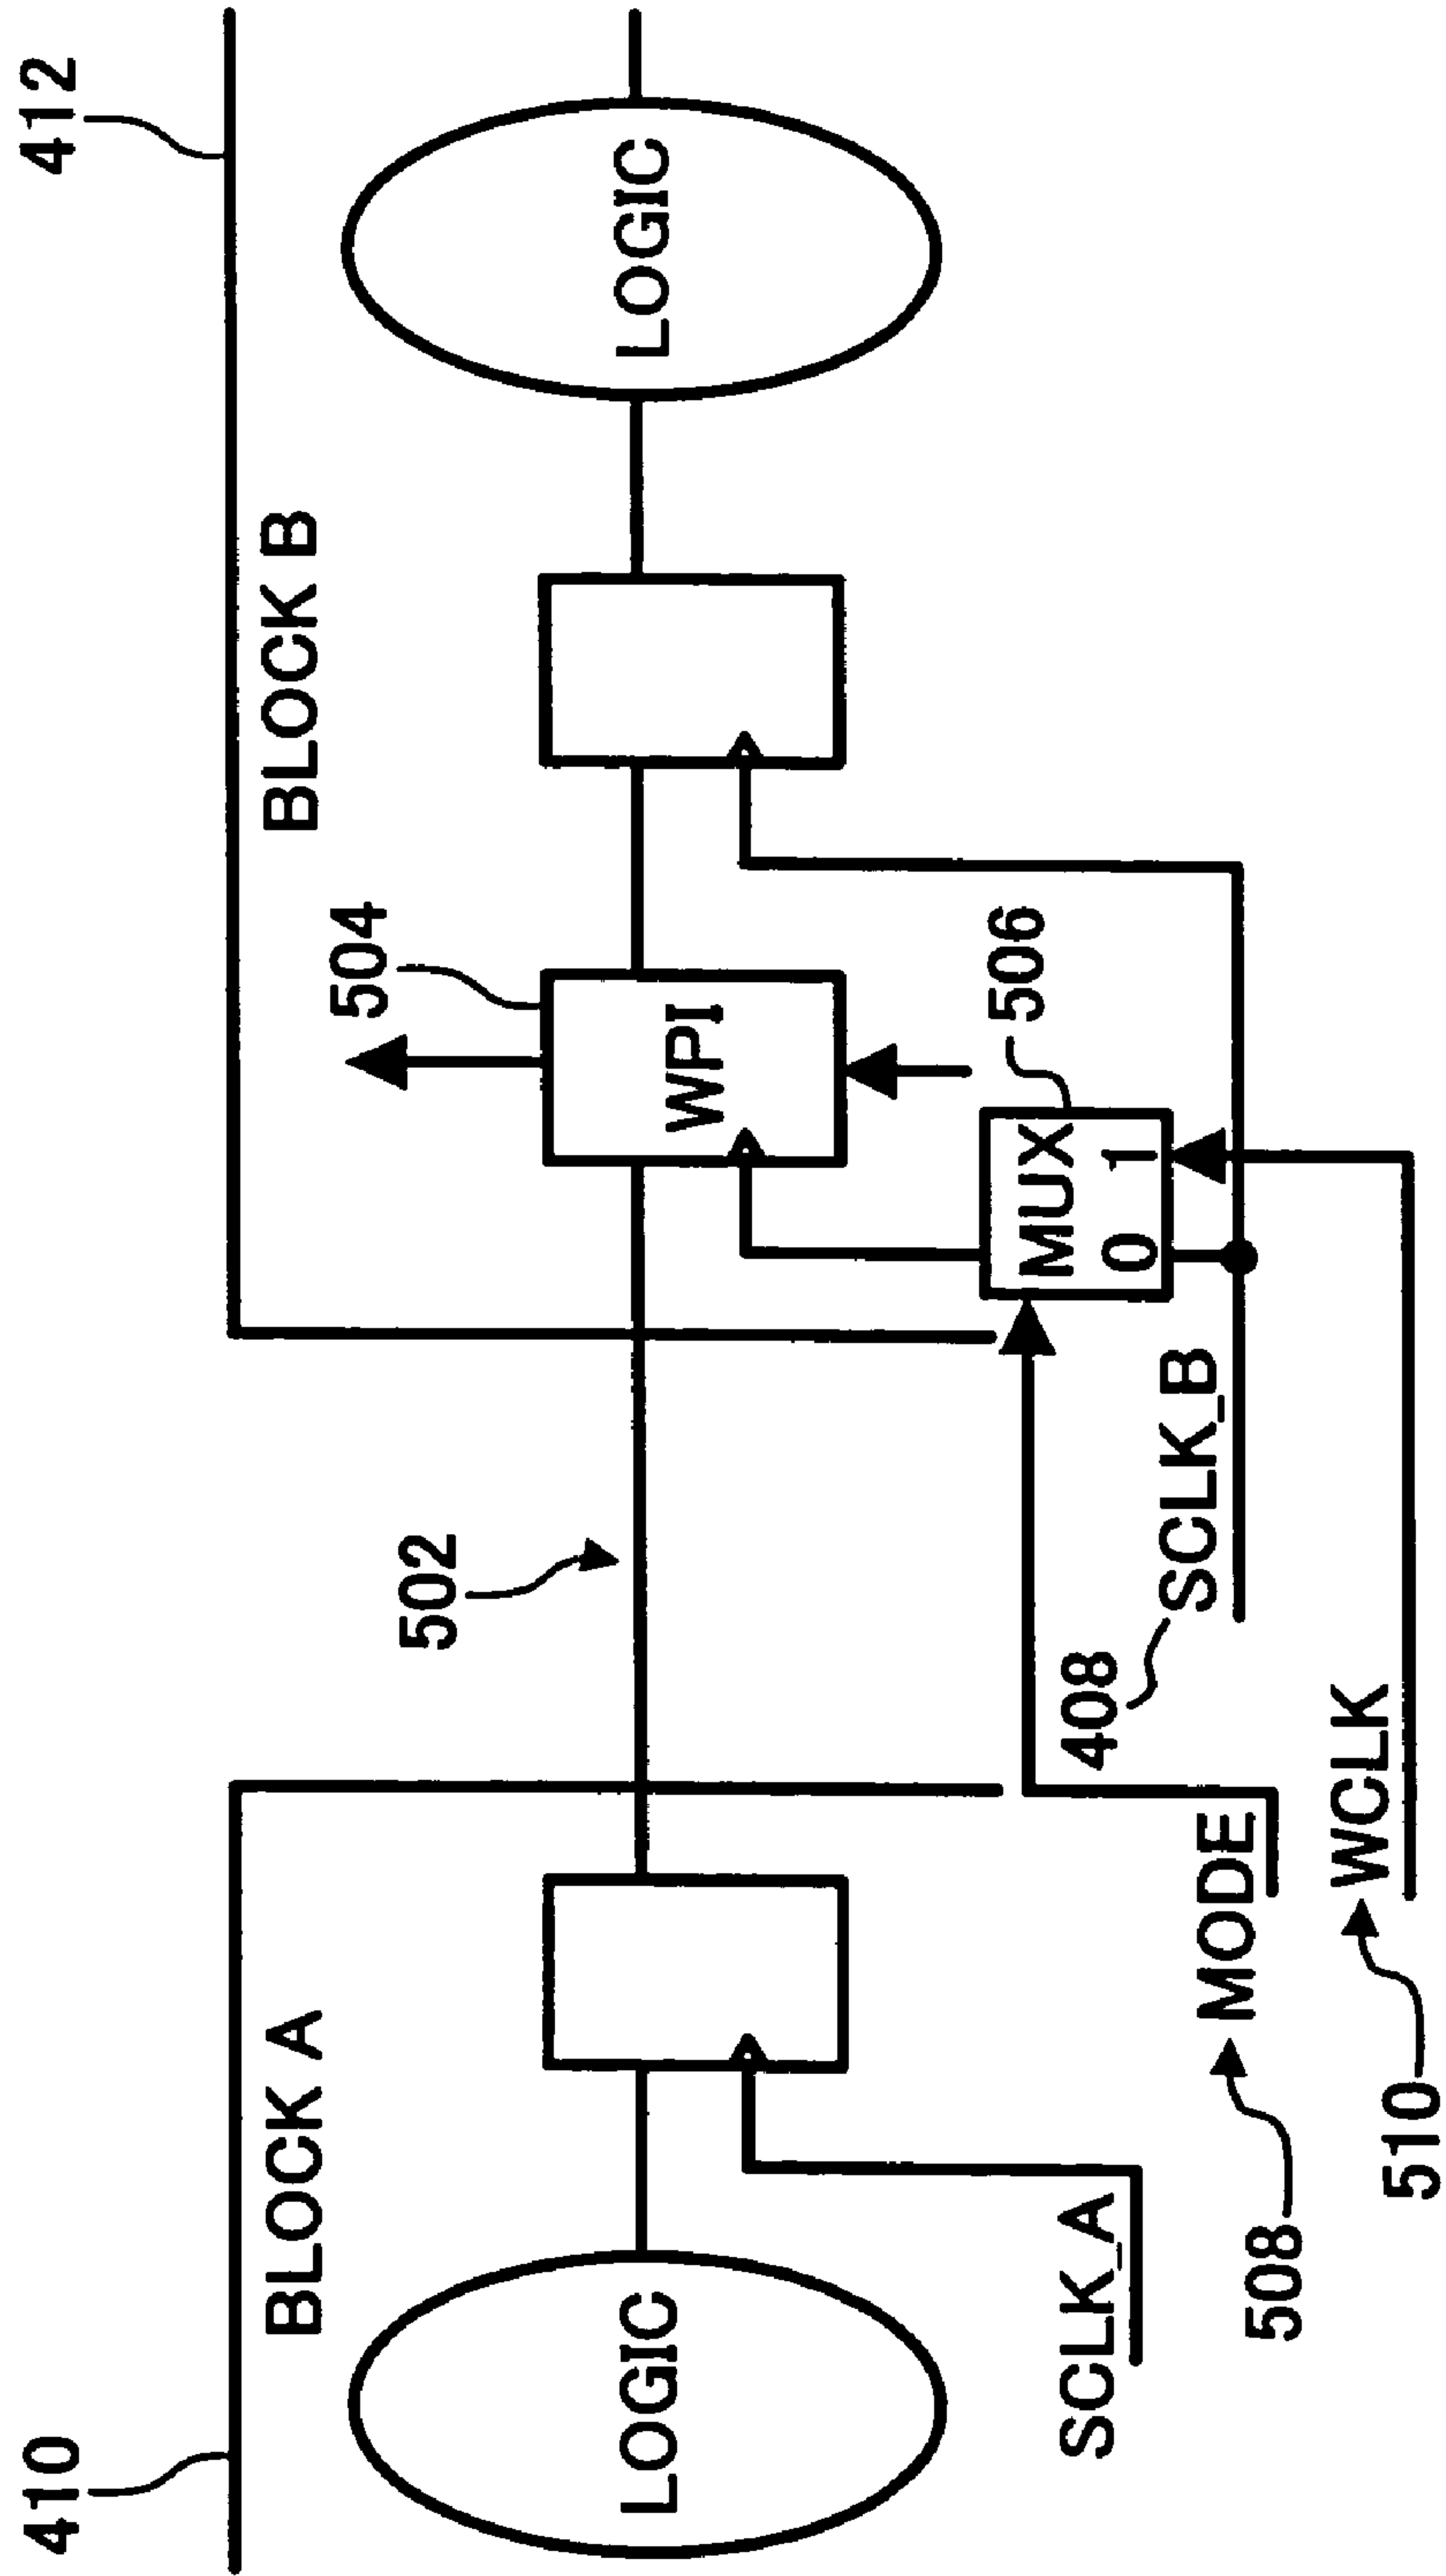 410
412
BLOCK A
BLOCK B
504
502
LOGIC
WPI
LOGIC
506
MUX
0 1
SCLK_A
408
SCLK_B
508
MODE
510
WCLK